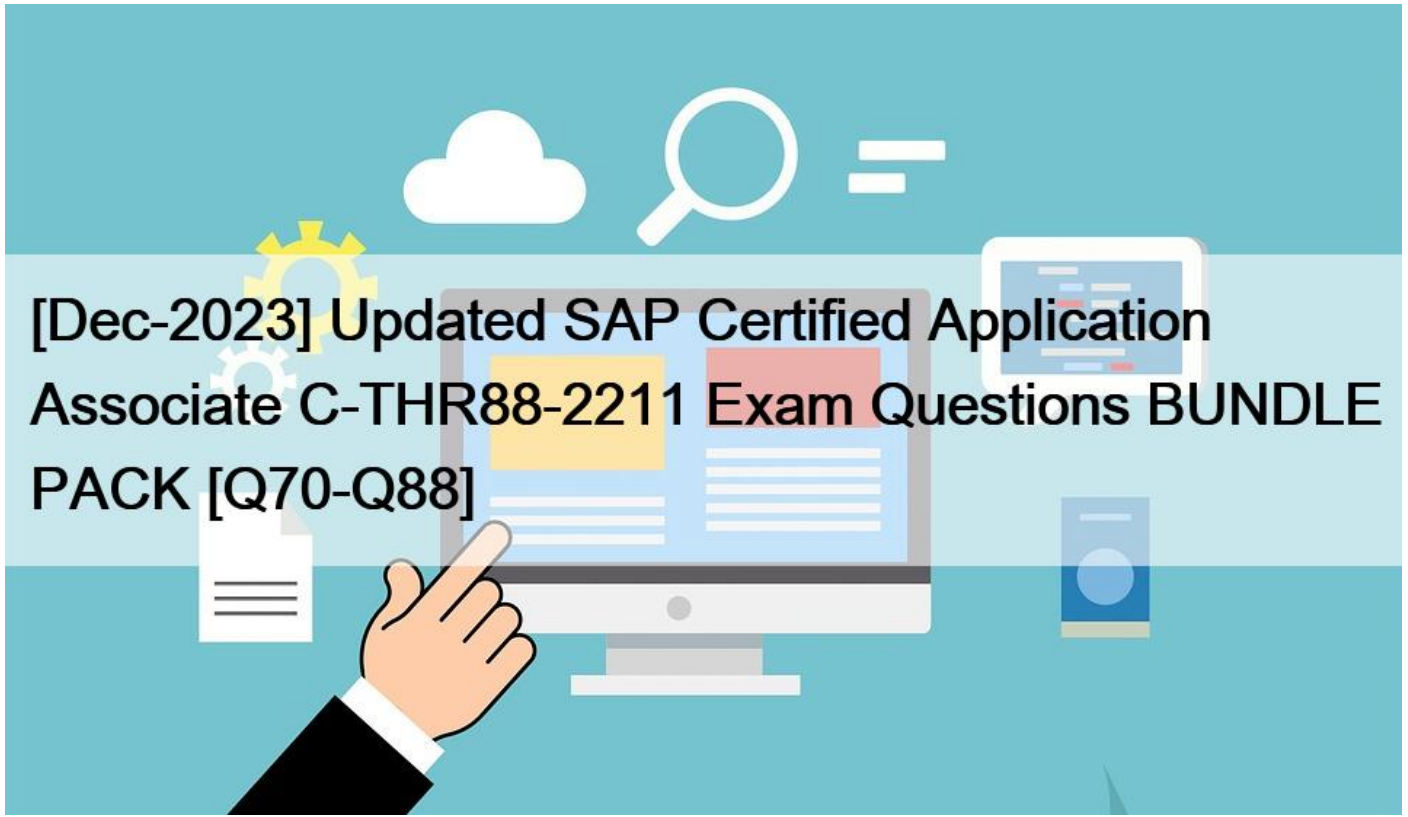 [Dec-2023] Updated SAP Certified Application
Associate C-THR88-2211 Exam Questions BUNDLE
PACK [Q70-Q88]